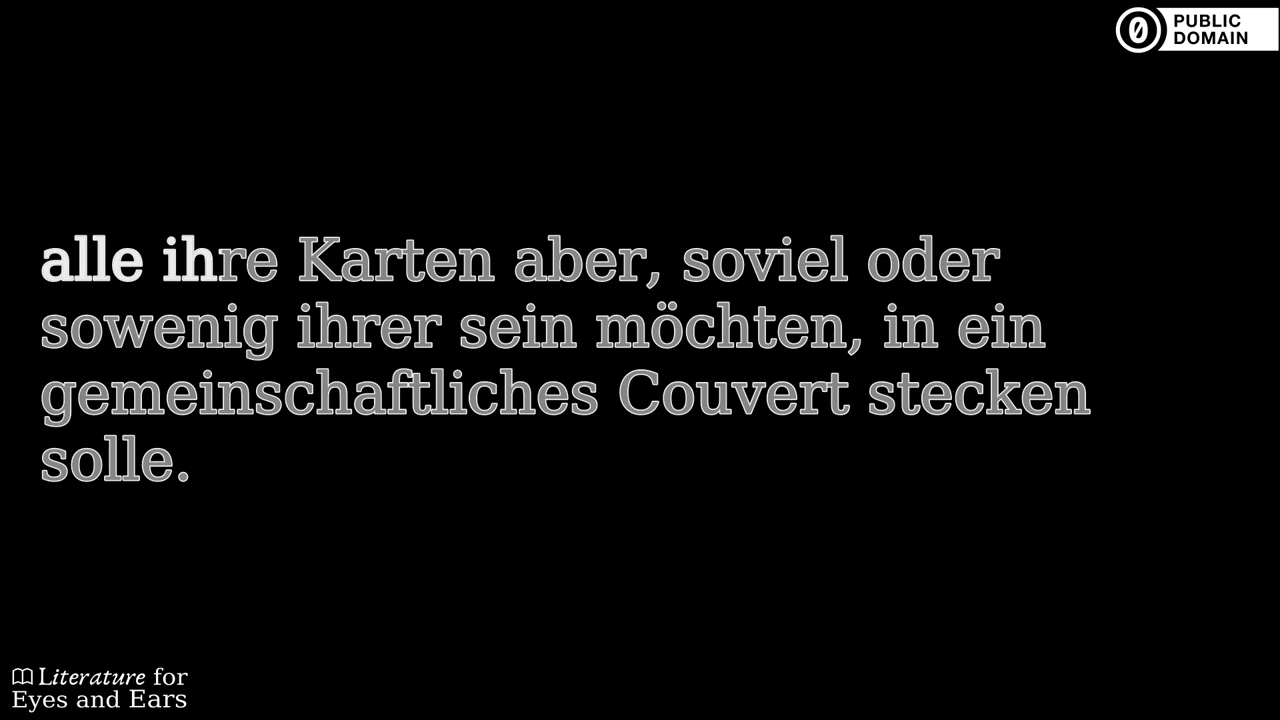 PUBLIC
DOMAIN
alle ihre Karten aber, soviel oder
sowenig ihrer sein möchten, in ein
gemeinschaftliches Couvert stecken
solle.
Literature for
Eyes and Ears